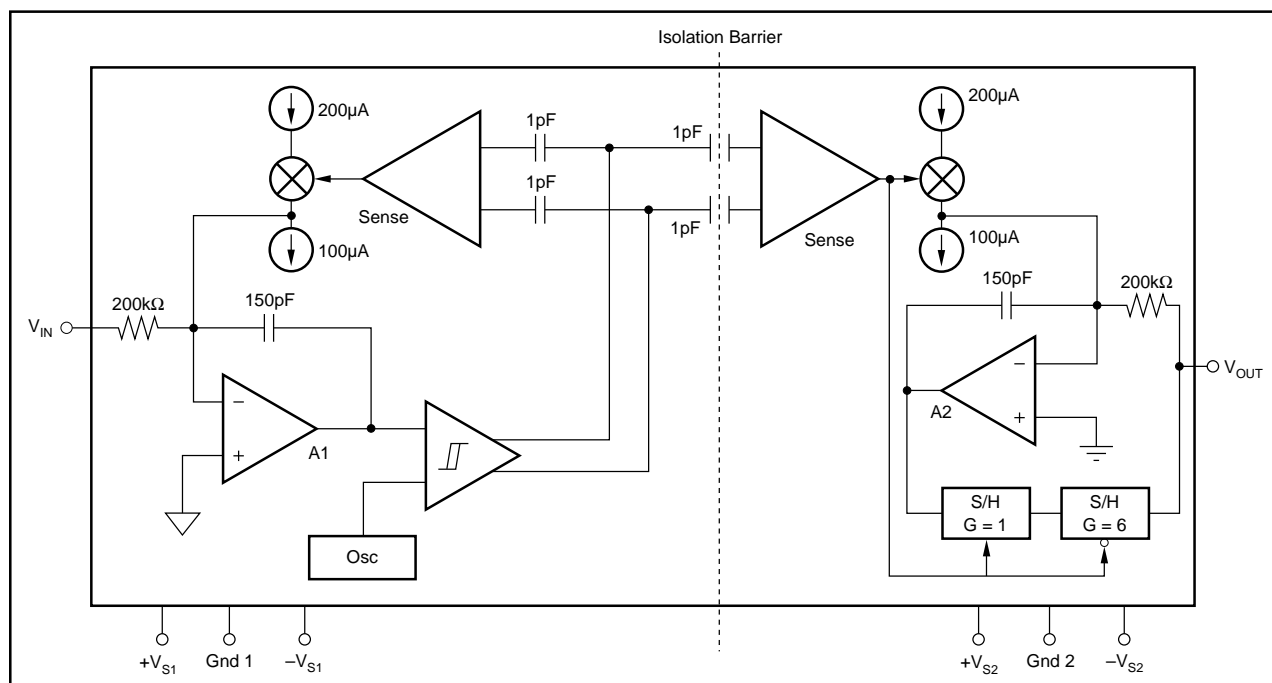 Isolation Barrier
200µA
200µA
1pF
1pF
1pF
1pF
Sense
Sense
100µA
100µA
200kΩ
150pF
150pF
200kΩ
V_IN
V_OUT
−
−
+
+
A1
A2
S/H
G = 1
S/H
G = 6
Osc
+V_S1
Gnd 1
−V_S1
+V_S2
Gnd 2
−V_S2